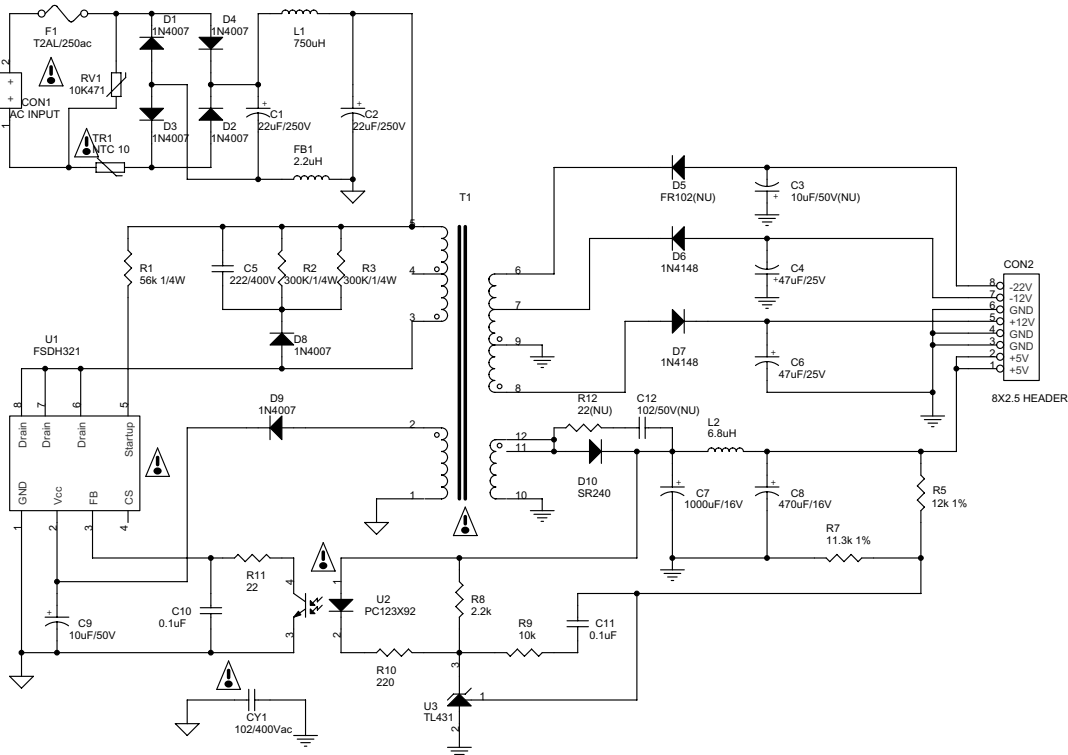 F1
T2AL/250ac
2
+
+
CON1
AC INPUT
1
RV1
10K471
TR1
NTC 10
D1
1N4007
D4
1N4007
D3
1N4007
D2
1N4007
L1
750uH
+
C1
22uF/250V
+
C2
22uF/250V
FB1
2.2uH
T1
R1
56k 1/4W
C5
222/400V
R2
300K/1/4W
R3
300K/1/4W
D8
1N4007
5
4
3
2
1
6
7
9
8
12
11
10
D5
FR102(NU)
C3
10uF/50V(NU)
+
D6
1N4148
C4
+
47uF/25V
D7
1N4148
+
C6
47uF/25V
CON2
8
-22V
7
-12V
6
GND
5
+12V
4
GND
3
GND
2
+5V
1
+5V
8X2.5 HEADER
U1
FSDH321
8
7
6
5
Drain
Drain
Drain
Startup
GND
Vcc
FB
CS
1
2
3
4
D9
1N4007
R12
22(NU)
C12
102/50V(NU)
D10
SR240
L2
6.8uH
+
C7
1000uF/16V
+
C8
470uF/16V
R5
12k 1%
R7
11.3k 1%
R11
22
+
C9
10uF/50V
C10
0.1uF
4
3
1
2
U2
PC123X92
R8
2.2k
R9
10k
C11
0.1uF
R10
220
3
1
2
U3
TL431
CY1
102/400Vac